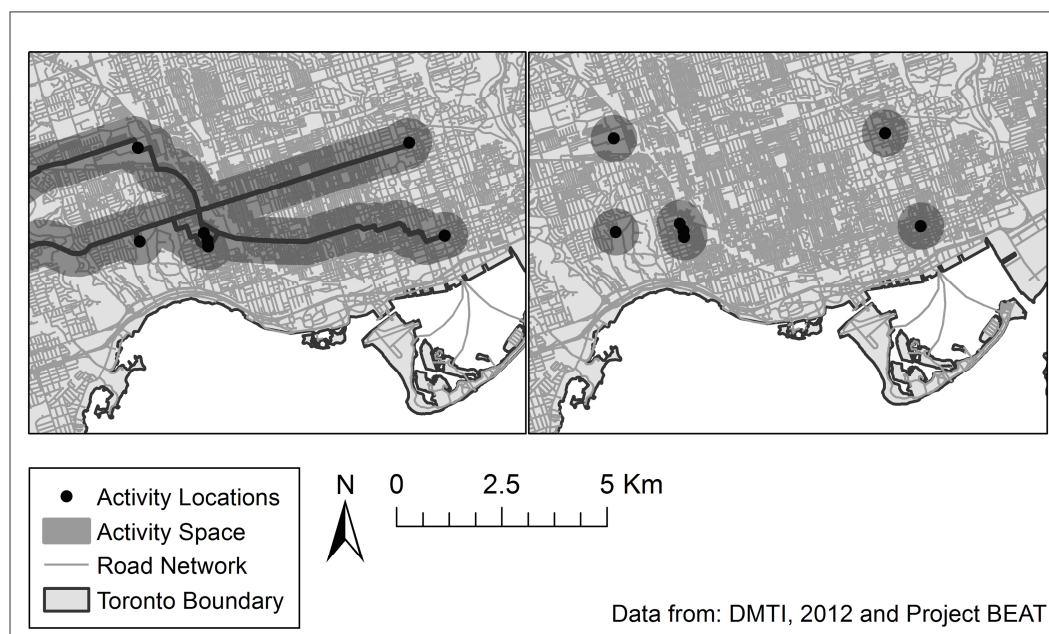 Activity Locations
Activity Space
Road Network
Toronto Boundary
N
0 2.5 5 Km
Data from: DMTI, 2012 and Project BEAT